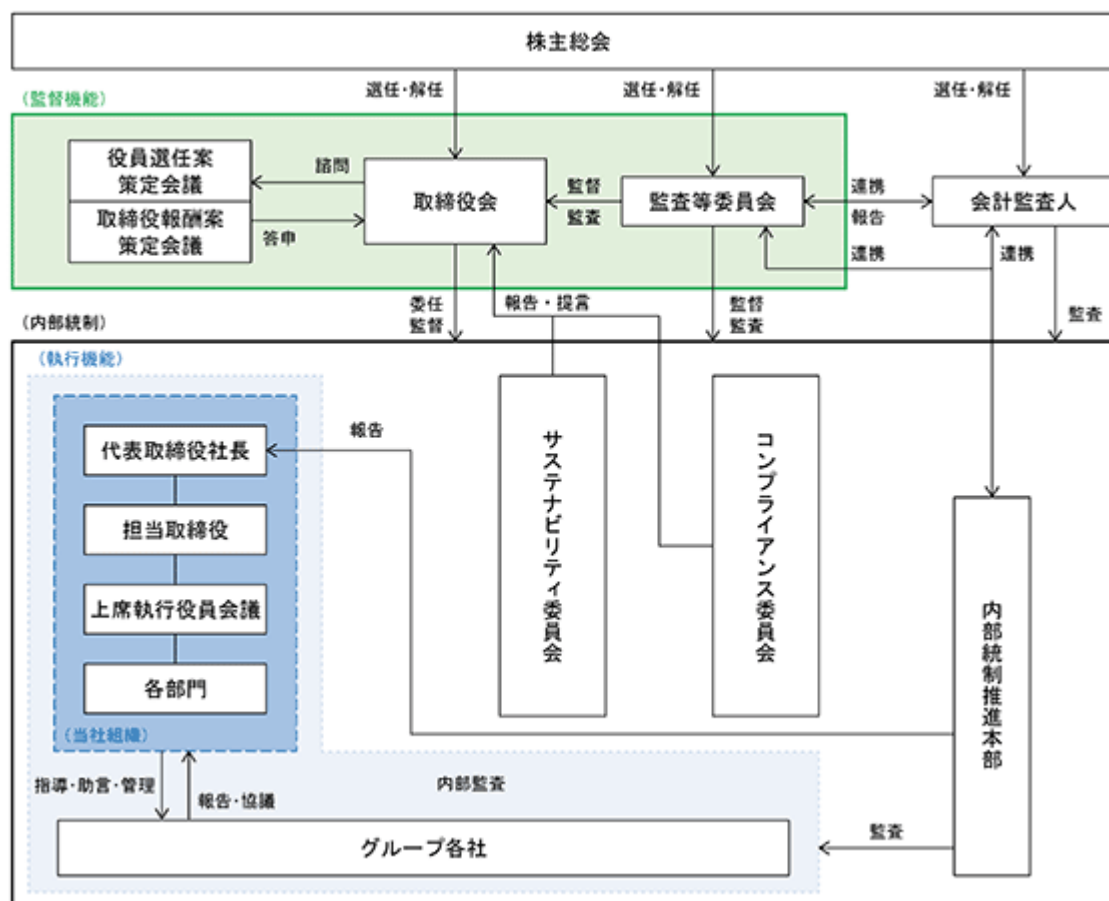 株主総会
選任・解任
選任・解任
選任・解任
(監督機能)
役員選任案
策定会議
取締役報酬案
策定会議
諮問
答申
取締役会
監督
監査
監査等委員会
連携
報告
会計監査人
連携
連携
委任
監督
報告・提言
監督
監査
監査
(内部統制)
(執行機能)
代表取締役社長
担当取締役
上席執行役員会議
各部門
(当社組織)
報告
サステナビリティ委員会
コンプライアンス委員会
内部統制推進本部
指導・助言・管理
報告・協議
内部監査
グループ各社
監査